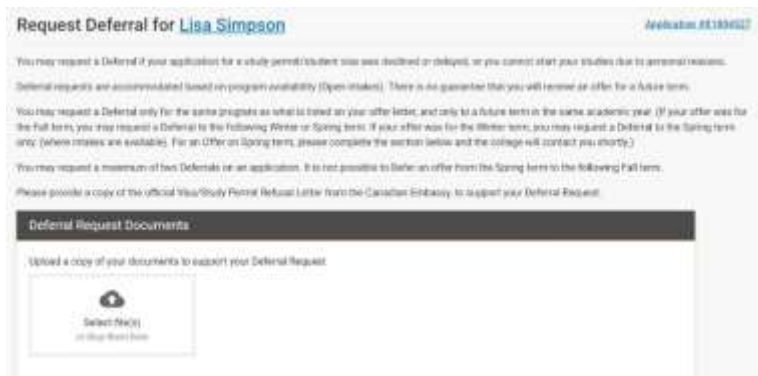 Request Deferral for Lisa Simpson
You may request a Deferral if your application for a study permit/student visa was declined or delayed, or you cannot start your studies due to personal reasons.
Deferral requests are accommodated based on program availability (Open Intakes). There is no guarantee that you will receive an offer for a future term.
You may request a Deferral only for the same program as what is listed on your offer letter, and only to a future term in the same academic year. (If your offer was for
the Fall term, you may request a Deferral to the following Winter or Spring term. If your offer was for the Winter term, you may request a Deferral to the Spring term
only. (where intakes are available). For an Offer on Spring term, please complete the section below and the college will contact you shortly.)
You may request a maximum of two Deferrals on an application. It is not possible to Defer an offer from the Spring term to the following Fall term.
Please provide a copy of the official Visa/Study Permit Refusal Letter from the Canadian Embassy, to support your Deferral Request.
Deferral Request Documents
Upload a copy of your documents to support your Deferral Request
Select file(s)
or drop them here